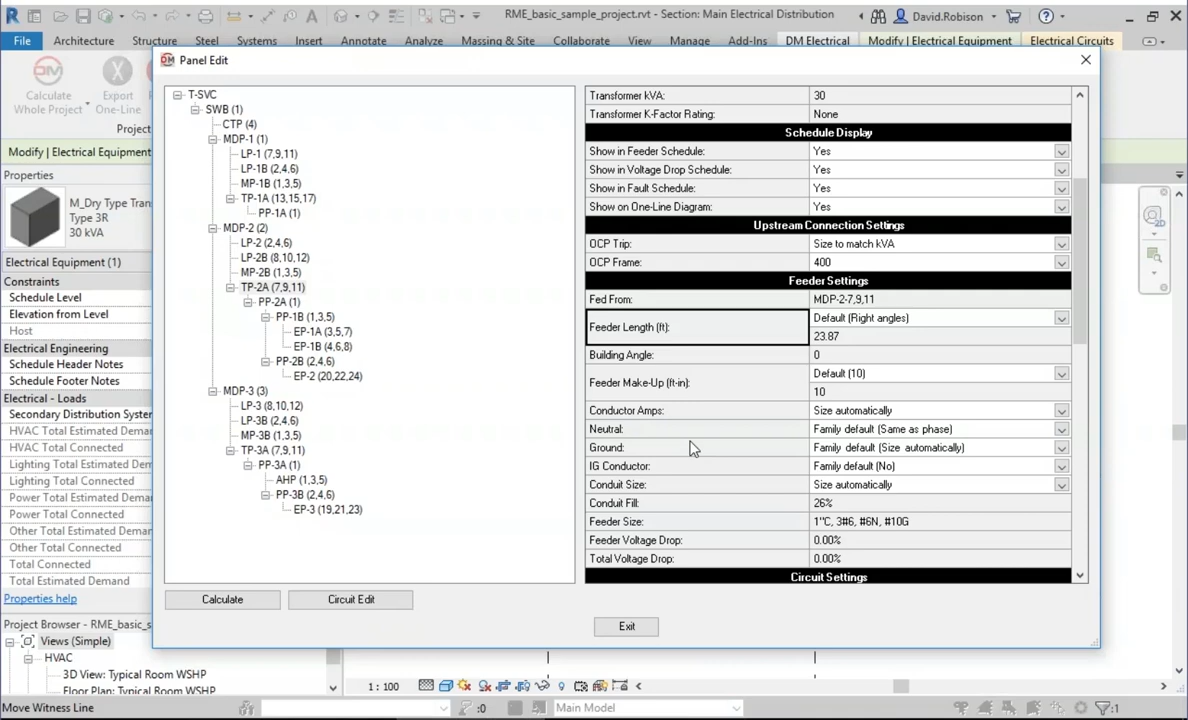 RME_basic_sample_project.rvt - Section: Main Electrical Distribution
David.Robison
File Architecture Structure Steel Systems Insert Annotate Analyze Massing & Site Collaborate View Manage Add-Ins DM Electrical Modify | Electrical Equipment Electrical Circuits
Calculate
Whole Project
Export
One-Line
Project
Modify | Electrical Equipment
Properties
M_Dry Type Tran
Type 3R
30 kVA
Electrical Equipment (1)
Constraints
Schedule Level
Elevation from Level
Host
Electrical Engineering
Schedule Header Notes
Schedule Footer Notes
Electrical - Loads
Secondary Distribution System
HVAC Total Estimated Dema
HVAC Total Connected
Lighting Total Estimated Dem
Lighting Total Connected
Power Total Estimated Dema
Power Total Connected
Other Total Estimated Deman
Other Total Connected
Total Connected
Total Estimated Demand
Properties help
Project Browser - RME_basic_s
Views (Simple)
HVAC
3D View: Typical Room WSHP
Floor Plan: Typical Room WSHP
Move Witness Line
DM Panel Edit
T-SVC
SWB (1)
CTP (4)
MDP-1 (1)
LP-1 (7,9,11)
LP-1B (2,4,6)
MP-1B (1,3,5)
TP-1A (13,15,17)
PP-1A (1)
MDP-2 (2)
LP-2 (2,4,6)
LP-2B (8,10,12)
MP-2B (1,3,5)
TP-2A (7,9,11)
PP-2A (1)
PP-1B (1,3,5)
EP-1A (3,5,7)
EP-1B (4,6,8)
PP-2B (2,4,6)
EP-2 (20,22,24)
MDP-3 (3)
LP-3 (8,10,12)
LP-3B (2,4,6)
MP-3B (1,3,5)
TP-3A (7,9,11)
PP-3A (1)
AHP (1,3,5)
PP-3B (2,4,6)
EP-3 (19,21,23)
Transformer kVA: 30
Transformer K-Factor Rating: None
Schedule Display
Show in Feeder Schedule: Yes
Show in Voltage Drop Schedule: Yes
Show in Fault Schedule: Yes
Show on One-Line Diagram: Yes
Upstream Connection Settings
OCP Trip: Size to match kVA
OCP Frame: 400
Feeder Settings
Fed From: MDP-2-7,9,11
Feeder Length (ft): Default (Right angles)
23.87
Building Angle: 0
Feeder Make-Up (ft-in): Default (10)
10
Conductor Amps: Size automatically
Neutral: Family default (Same as phase)
Ground: Family default (Size automatically)
IG Conductor: Family default (No)
Conduit Size: Size automatically
Conduit Fill: 26%
Feeder Size: 1"C, 3#6, #6N, #10G
Feeder Voltage Drop: 0.00%
Total Voltage Drop: 0.00%
Circuit Settings
Calculate Circuit Edit
Exit
1 : 100
:0 Main Model :1